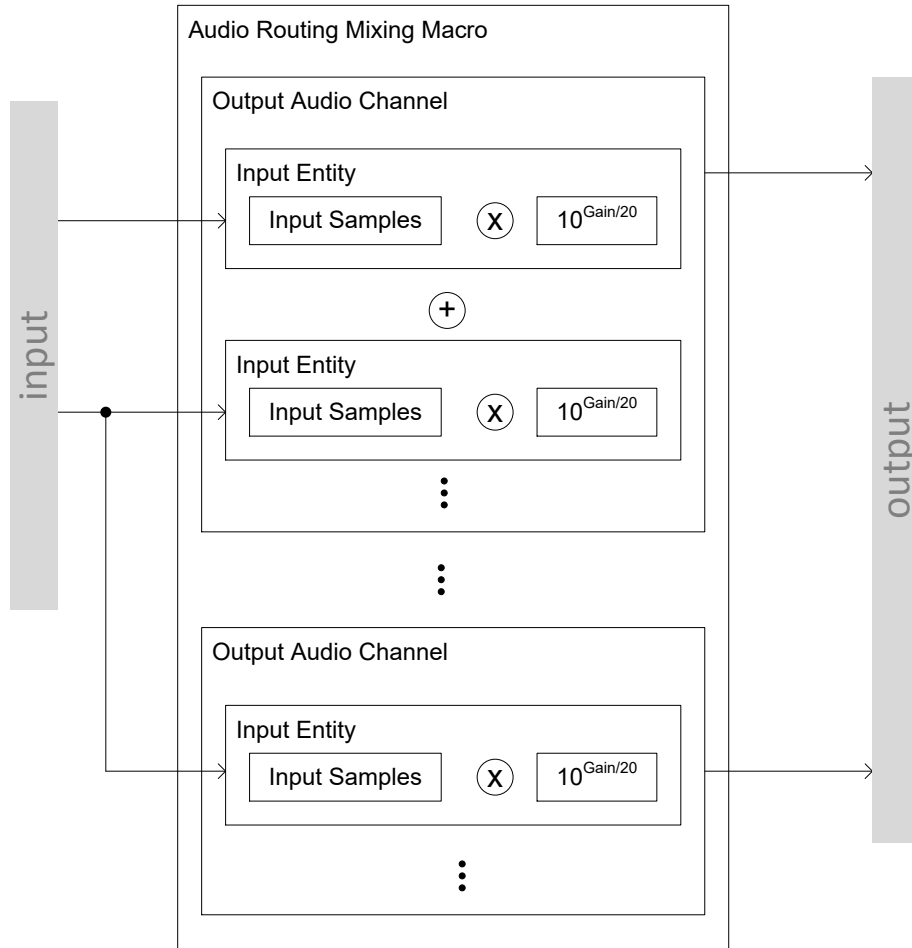 Audio Routing Mixing Macro
Output Audio Channel
Input Entity
Input Samples X 10^Gain/20
+
Input Entity
Input Samples X 10^Gain/20
input
output
Output Audio Channel
Input Entity
Input Samples X 10^Gain/20